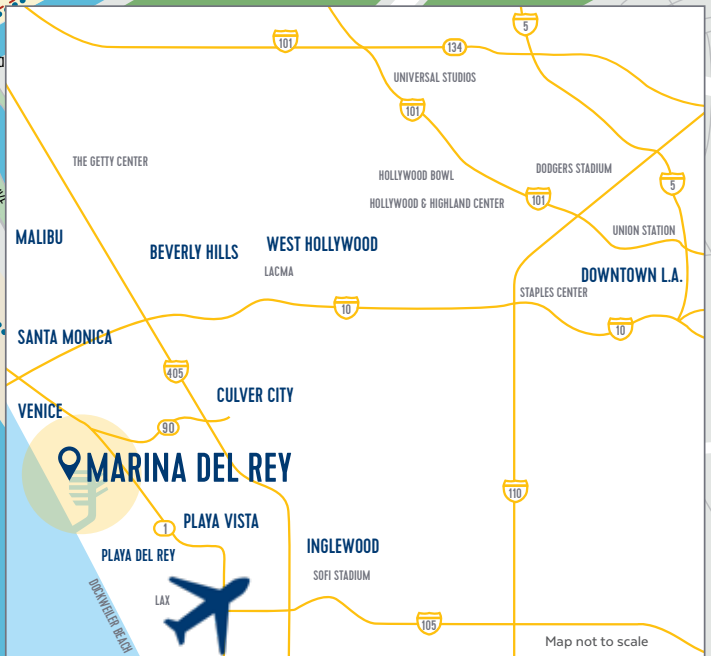 5
101
134
UNIVERSAL STUDIOS
101
THE GETTY CENTER
DODGERS STADIUM
HOLLYWOOD BOWL
5
101
HOLLYWOOD & HIGHLAND CENTER
UNION STATION
MALIBU
WEST HOLLYWOOD
BEVERLY HILLS
LACMA
DOWNTOWN L.A.
STAPLES CENTER
10
10
SANTA MONICA
405
CULVER CITY
VENICE
90
MARINA DEL REY
110
PLAYA VISTA
1
INGLEWOOD
PLAYA DEL REY
SOFI STADIUM
LAX
DOCKWEILER BEACH
105
Map not to scale